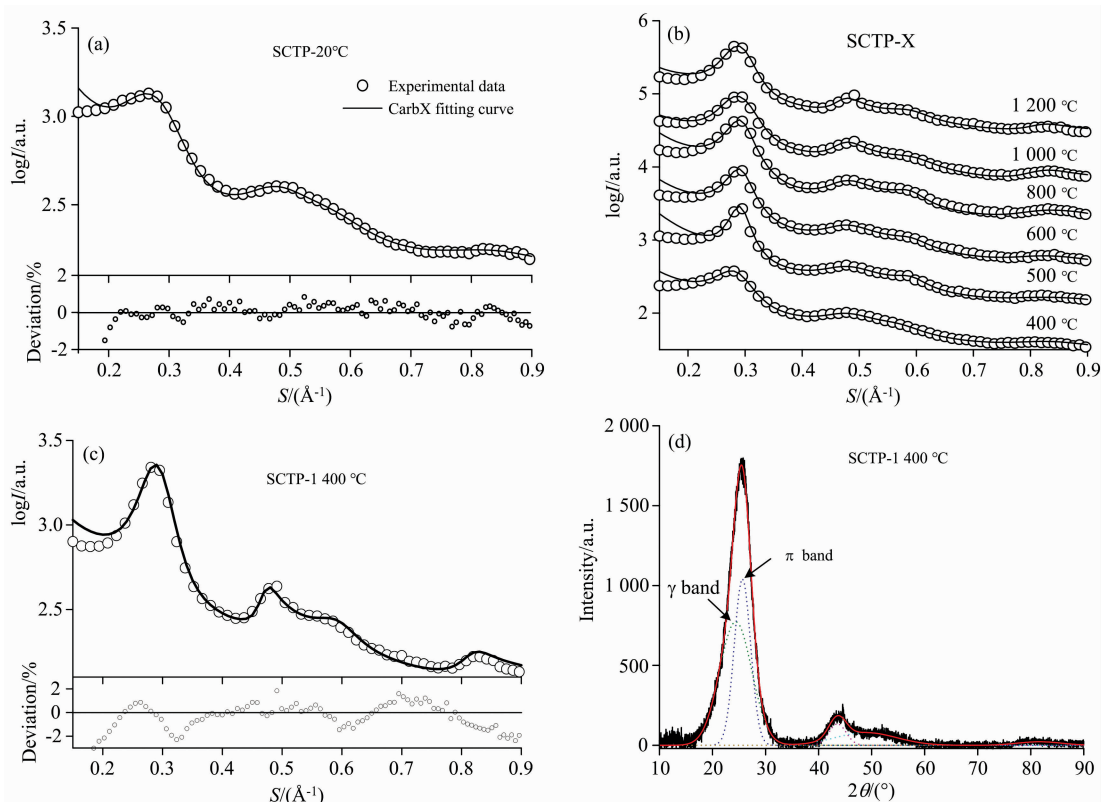 (a)
SCTP-20℃
Experimental data
CarbX fitting curve
3.5
3.0
2.5
logI/a.u.
2
0
-2
Deviation/%
0.2 0.3 0.4 0.5 0.6 0.7 0.8 0.9
S/(Å⁻¹)
(b)
SCTP-X
6
5
4
3
2
logI/a.u.
1 200 ℃
1 000 ℃
800 ℃
600 ℃
500 ℃
400 ℃
0.2 0.3 0.4 0.5 0.6 0.7 0.8 0.9
S/(Å⁻¹)
(c)
SCTP-1 400 ℃
3.5
3.0
2.5
logI/a.u.
2
0
-2
Deviation/%
0.2 0.3 0.4 0.5 0.6 0.7 0.8 0.9
S/(Å⁻¹)
(d)
SCTP-1 400 ℃
2 000
1 500
1 000
500
0
Intensity/a.u.
π band
γ band
10 20 30 40 50 60 70 80 90
2θ/(°)